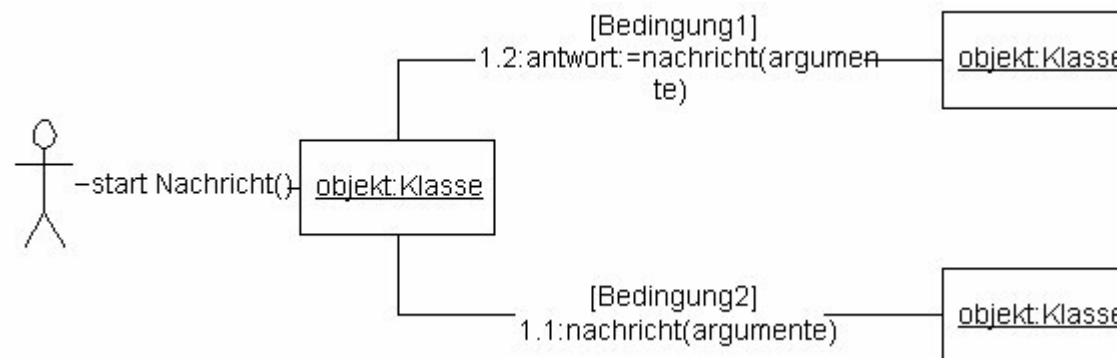 [Bedingung1]
1.2:antwort:=nachricht(argumen
te)
objekt:Klasse
start Nachricht()
objekt:Klasse
[Bedingung2]
1.1:nachricht(argumente)
objekt:Klasse